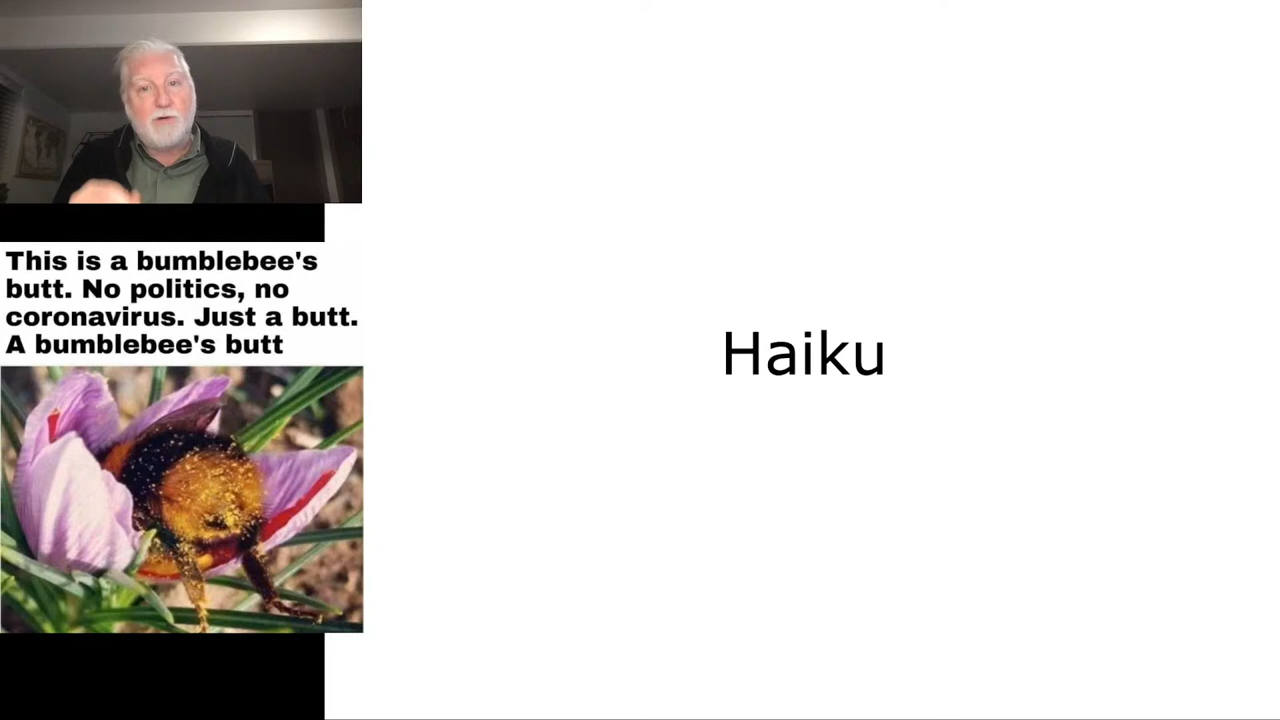 This is a bumblebee's
butt. No politics, no
coronavirus. Just a butt.
A bumblebee's butt
Haiku